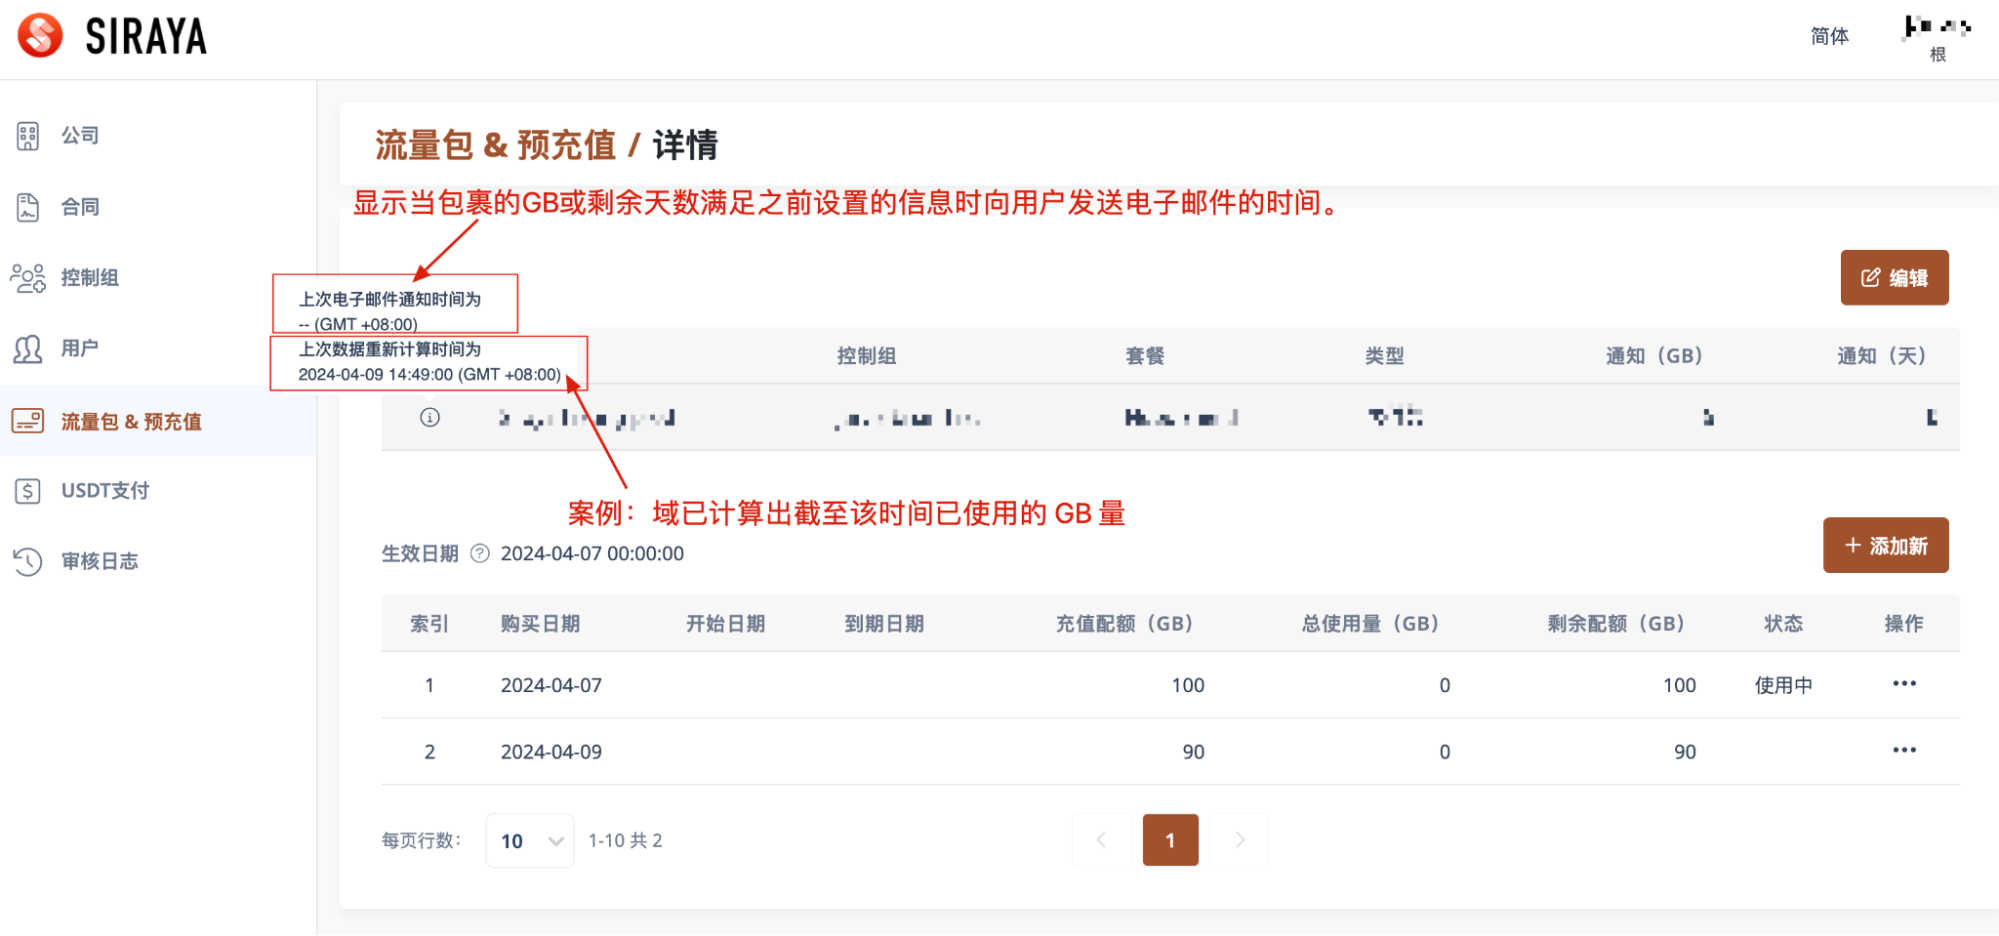 SIRAYA
简体
根
公司
合同
控制组
用户
流量包 & 预充值
USDT支付
审核日志
流量包 & 预充值 / 详情
显示当包裹的GB或剩余天数满足之前设置的信息时向用户发送电子邮件的时间。
编辑
上次电子邮件通知时间为
-- (GMT +08:00)
上次数据重新计算时间为
2024-04-09 14:49:00 (GMT +08:00)
控制组 套餐 类型 通知（GB） 通知（天）
案例：域已计算出截至该时间已使用的 GB 量
生效日期 2024-04-07 00:00:00
添加新
索引 购买日期 开始日期 到期日期 充值配额（GB） 总使用量（GB） 剩余配额（GB） 状态 操作
1 2024-04-07 100 0 100 使用中
2 2024-04-09 90 0 90
每页行数： 10 1-10 共 2 1